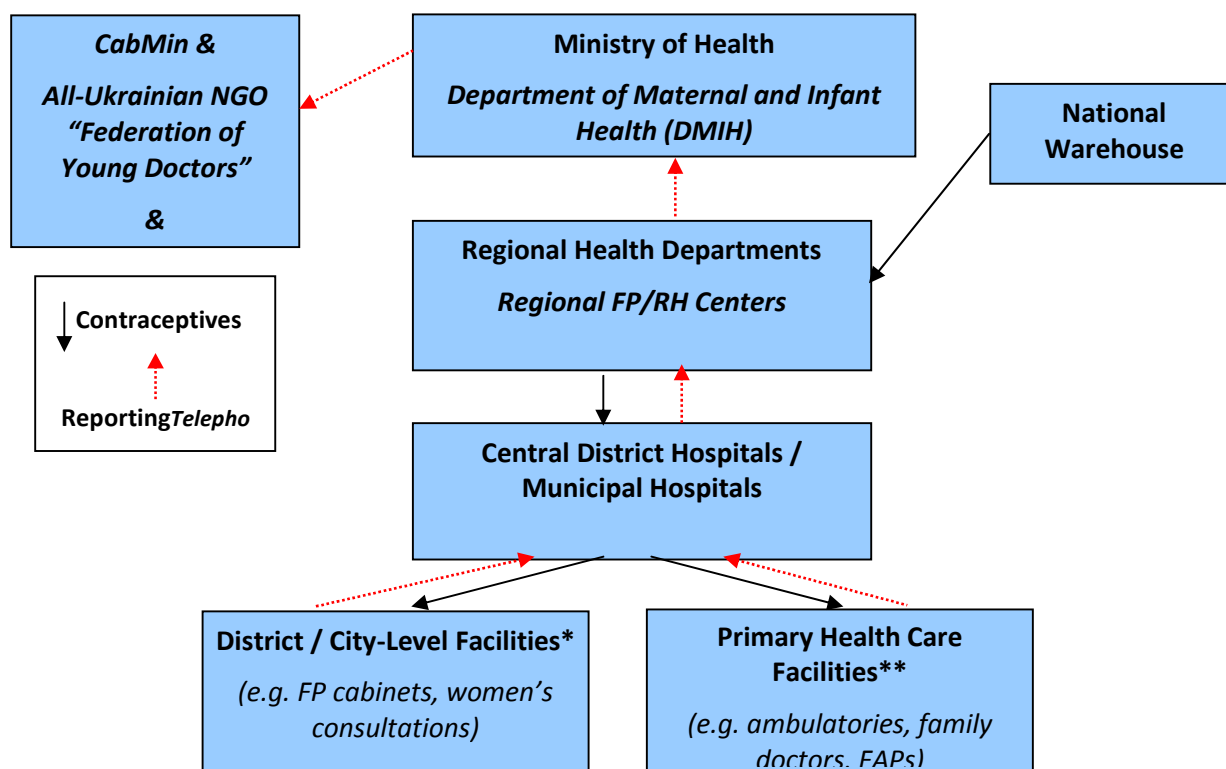 CabMin &
All-Ukrainian NGO
“Federation of
Young Doctors”
&
Ministry of Health
Department of Maternal and Infant
Health (DMIH)
National
Warehouse
Regional Health Departments
Regional FP/RH Centers
Contraceptives
ReportingTelepho
Central District Hospitals /
Municipal Hospitals
District / City-Level Facilities*
(e.g. FP cabinets, women’s
consultations)
Primary Health Care
Facilities**
(e.g. ambulatories, family
doctors, FAPs)